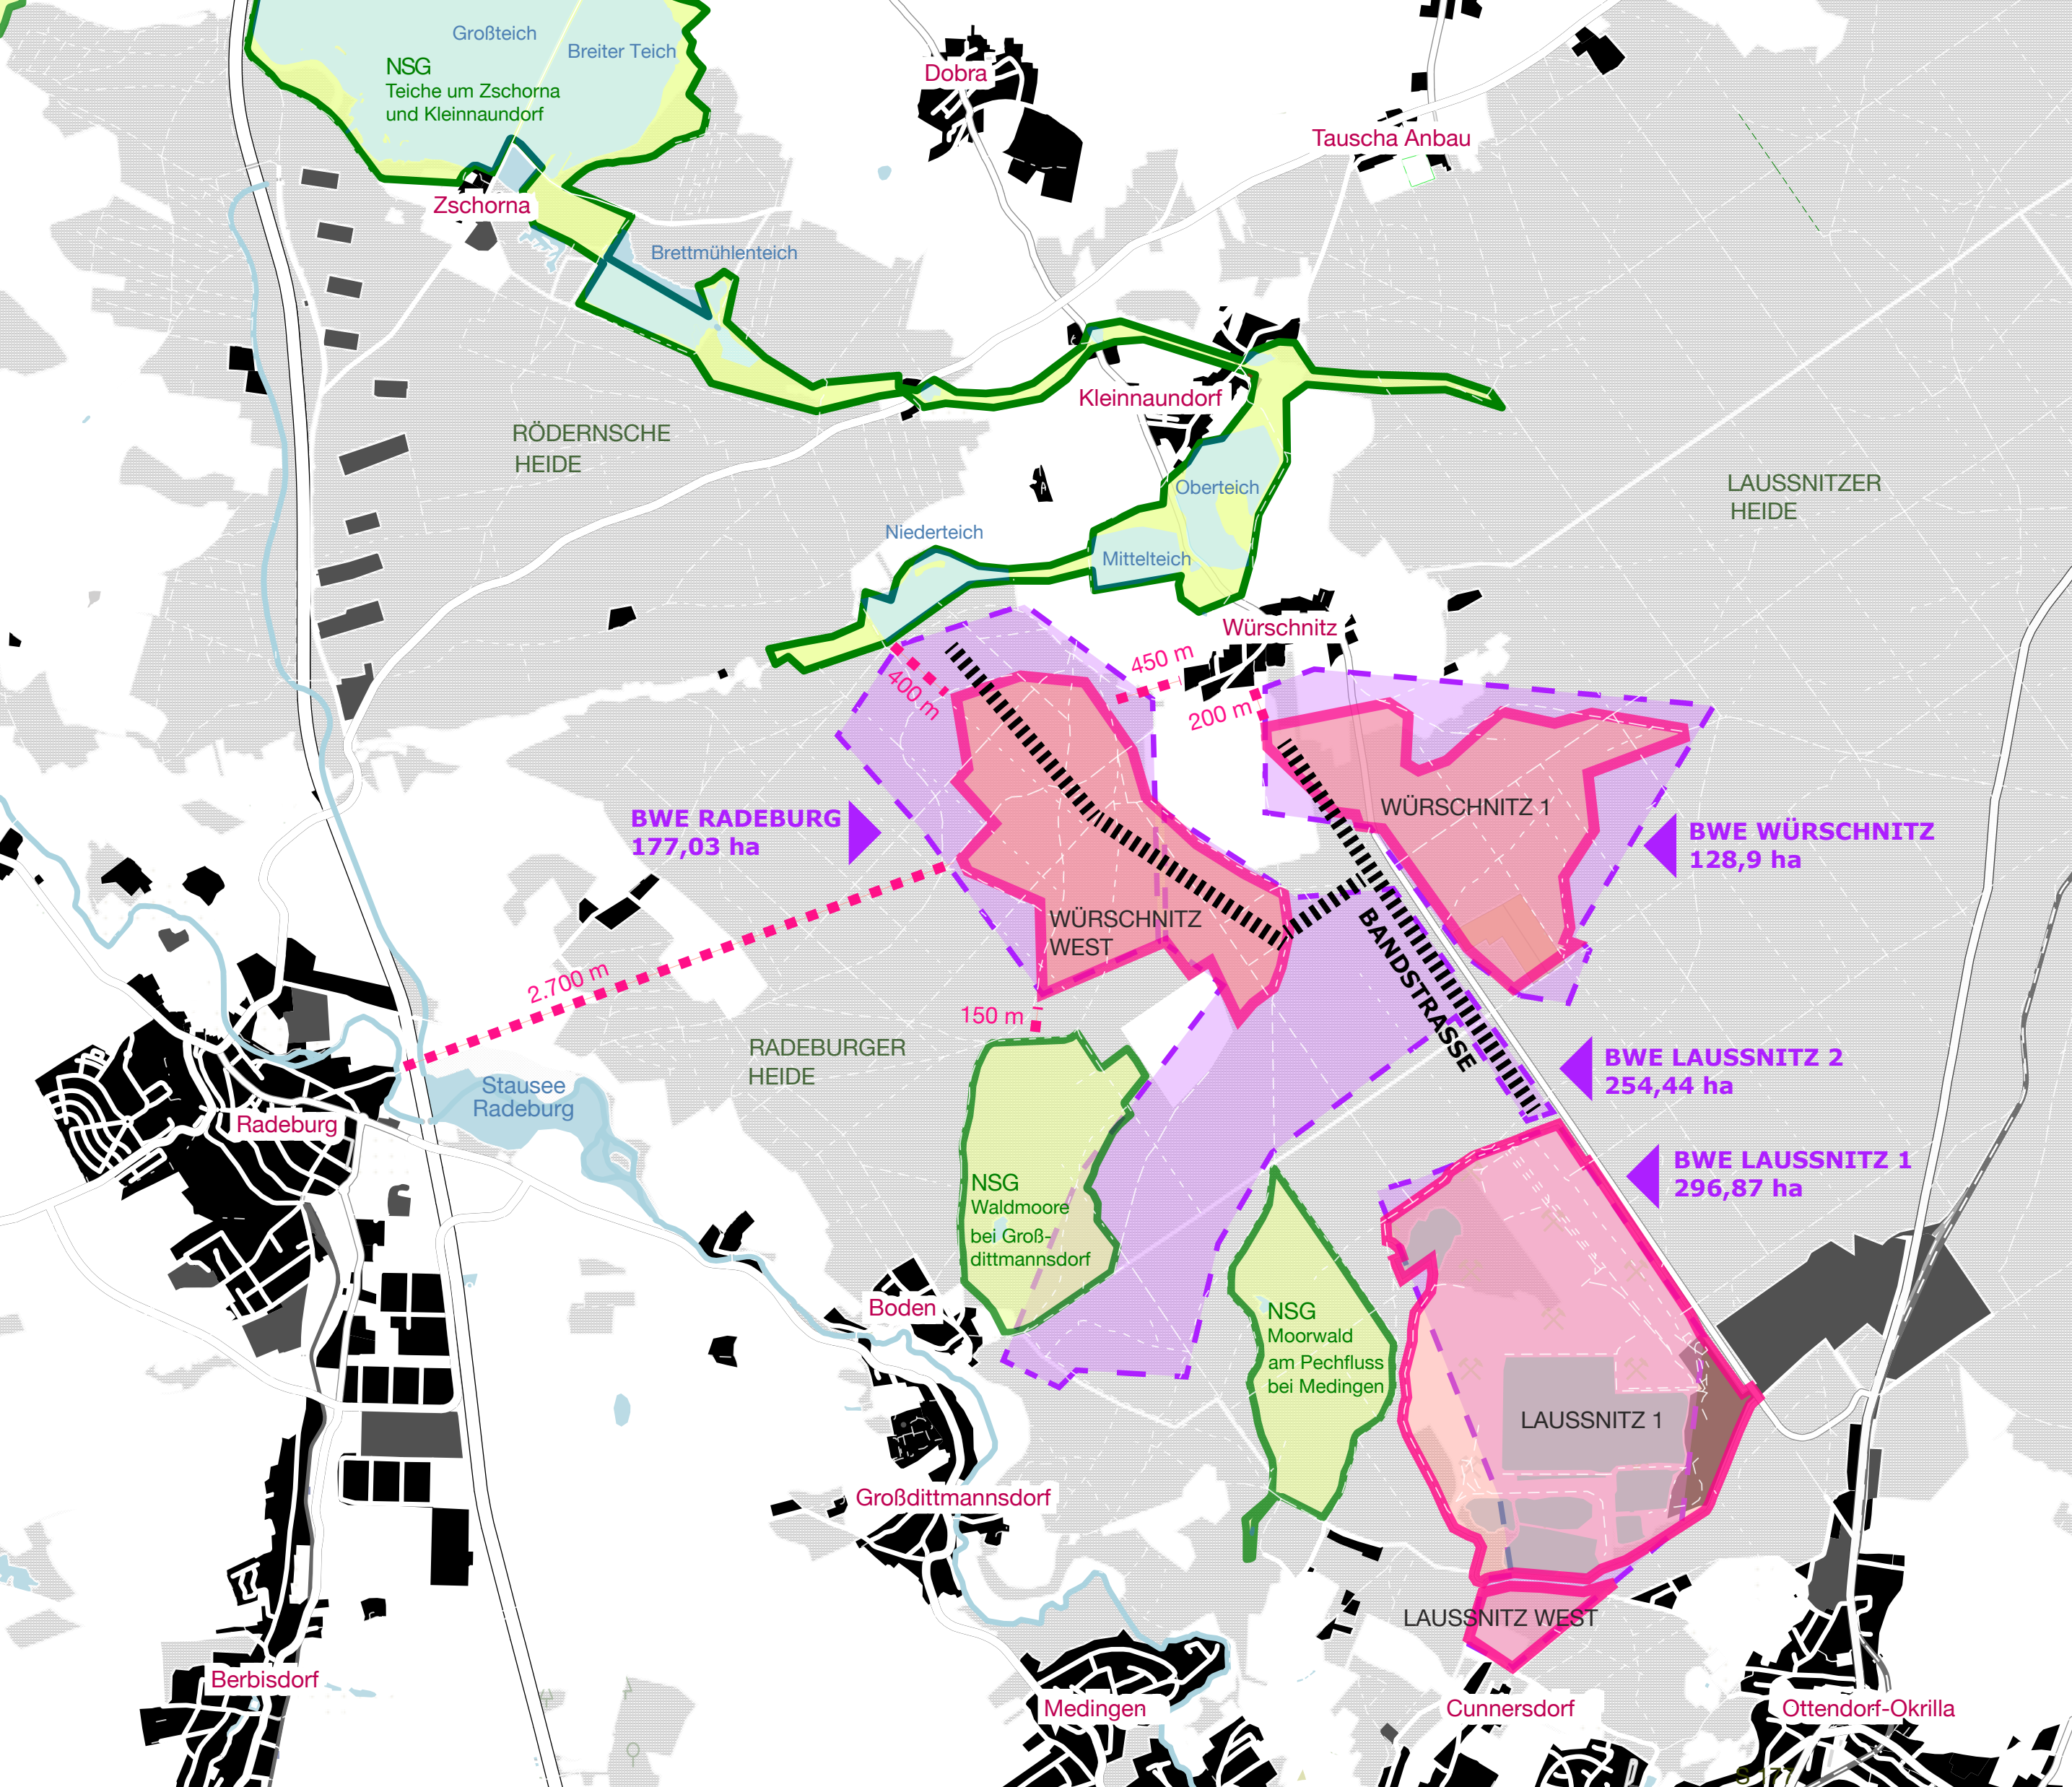 Großteich
Breiter Teich
NSG
Teiche um Zschorna
und Kleinnaundorf
Dobra
Tauscha Anbau
Zschorna
Brettmühlenteich
Kleinnaundorf
RÖDERNSCHE
HEIDE
LAUSSNITZER
HEIDE
Oberteich
Niederteich
Mittelteich
Würschnitz
450 m
400 m
200 m
WÜRSCHNITZ 1
BWE RADEBURG
177,03 ha
BWE WÜRSCHNITZ
128,9 ha
WÜRSCHNITZ
WEST
2.700 m
150 m
BANDSTRASSE
RADEBURGER
HEIDE
BWE LAUSSNITZ 2
254,44 ha
Stausee
Radeburg
Radeburg
BWE LAUSSNITZ 1
296,87 ha
NSG
Waldmoore
bei Groß-
dittmannsdorf
Boden
NSG
Moorwald
am Pechfluss
bei Medingen
LAUSSNITZ 1
Großdittmannsdorf
LAUSSNITZ WEST
Berbisdorf
Medingen
Cunnersdorf
Ottendorf-Okrilla
S 177